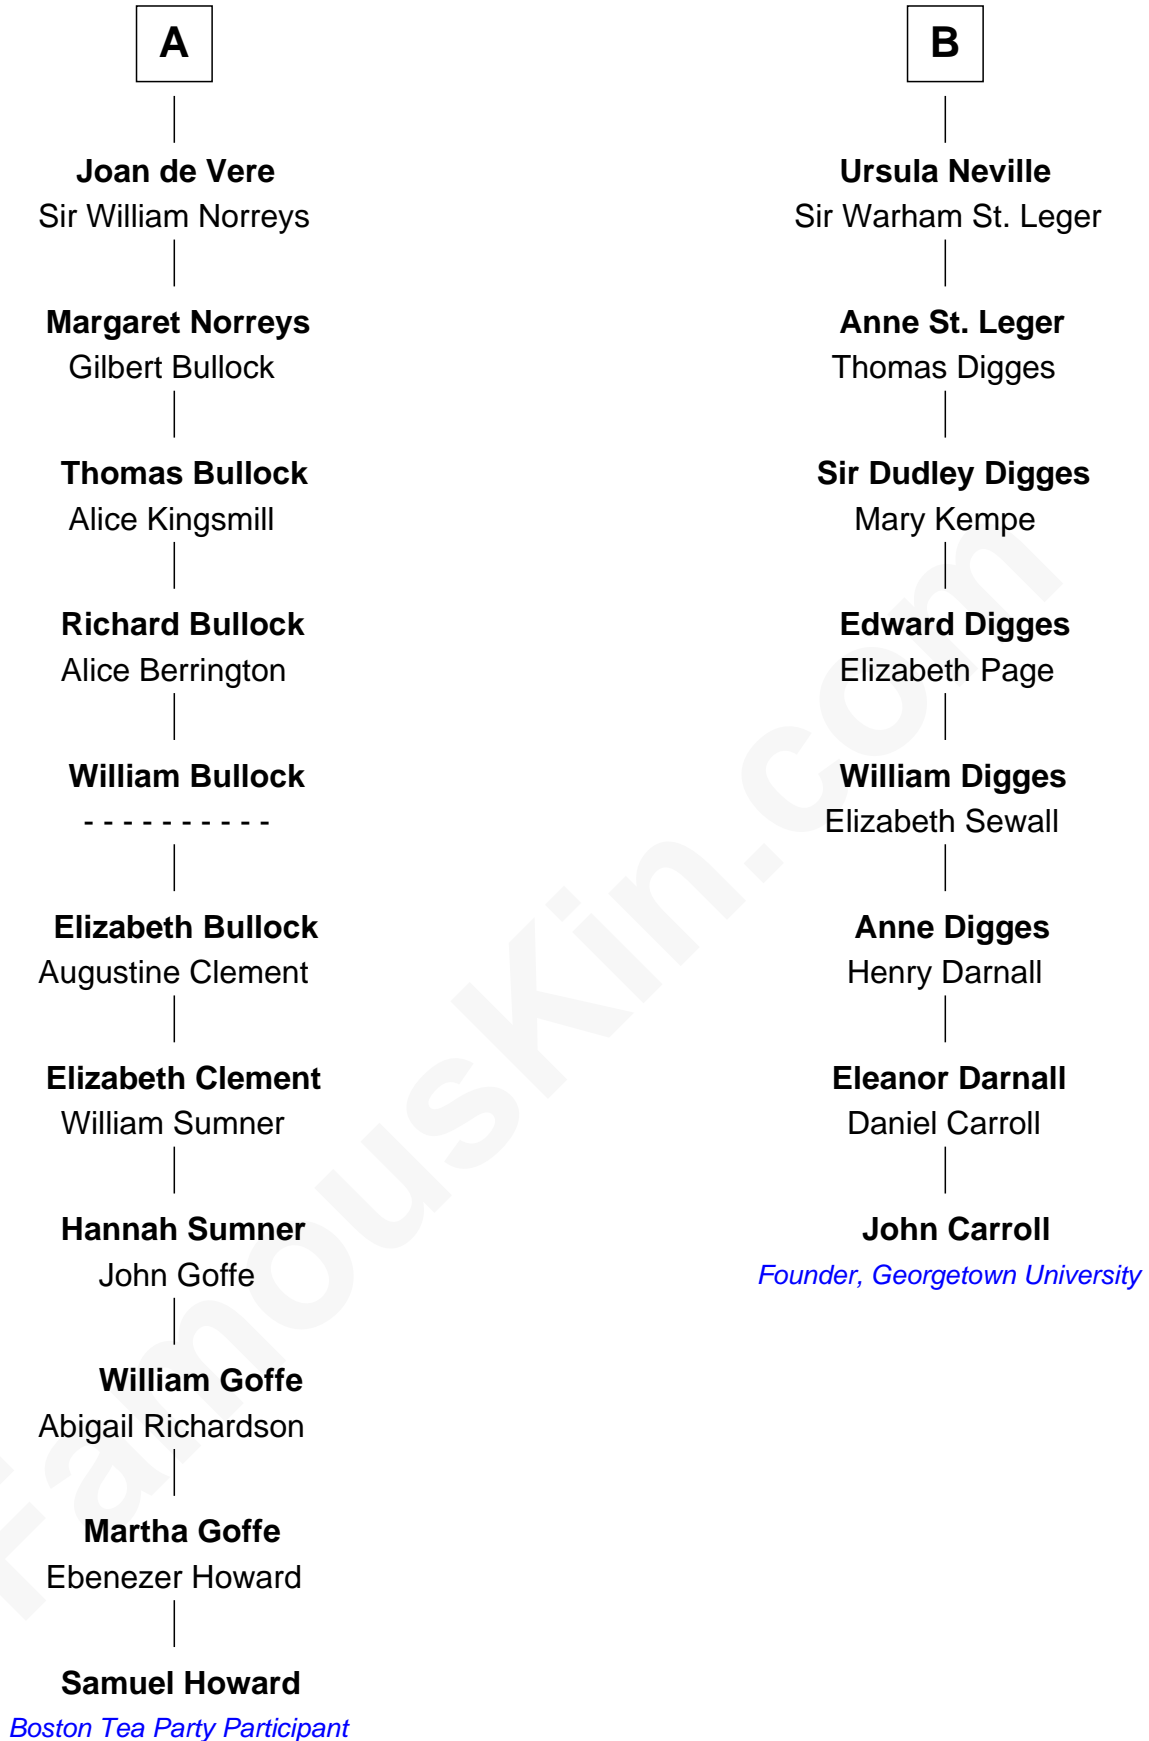 A
Joan de Vere
Sir William Norreys
Margaret Norreys
Gilbert Bullock
Thomas Bullock
Alice Kingsmill
Richard Bullock
Alice Berrington
William Bullock
- - - - - - - - - -
Elizabeth Bullock
Augustine Clement
Elizabeth Clement
William Sumner
Hannah Sumner
John Goffe
William Goffe
Abigail Richardson
Martha Goffe
Ebenezer Howard
Samuel Howard
Boston Tea Party Participant
B
Ursula Neville
Sir Warham St. Leger
Anne St. Leger
Thomas Digges
Sir Dudley Digges
Mary Kempe
Edward Digges
Elizabeth Page
William Digges
Elizabeth Sewall
Anne Digges
Henry Darnall
Eleanor Darnall
Daniel Carroll
John Carroll
Founder, Georgetown University
FamousKin.com